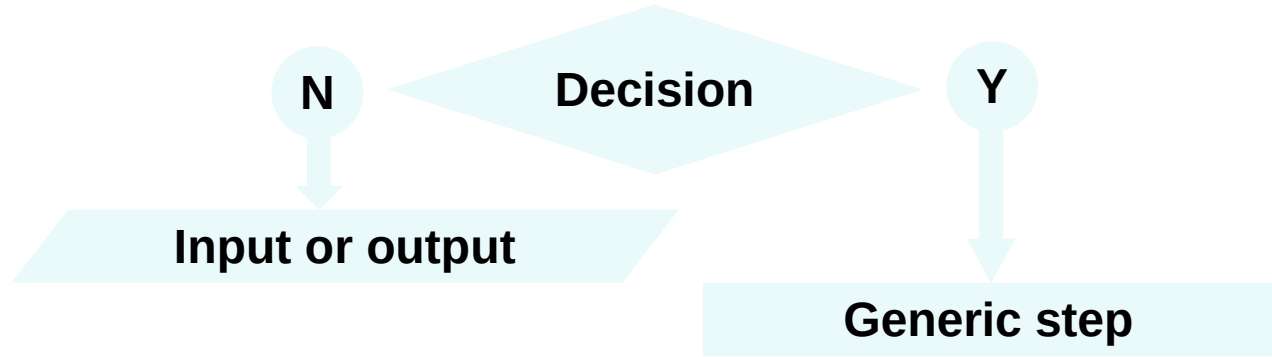 N
Decision
Y
Input or output
Generic step